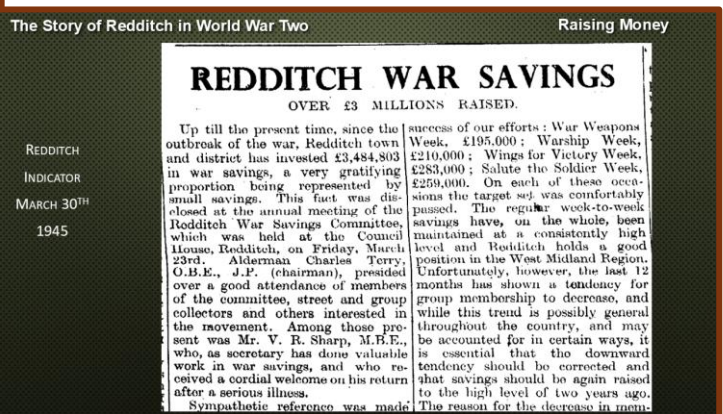 The Story of Redditch in World War Two
Raising Money
REDDITCH
INDICATOR
MARCH 30TH
1945
REDDITCH WAR SAVINGS
OVER £3 MILLIONS RAISED.
Up till the present time, since the
outbreak of the war, Redditch town
and district has invested £3,484,803
in war savings, a very gratifying
proportion being represented by
small savings. This fact was dis-
closed at the annual meeting of the
Redditch War Savings Committee,
which was held at the Council
House, Redditch, on Friday, March
23rd. Alderman Charles Terry,
O.B.E., J.P. (chairman), presided
over a good attendance of members
of the committee, street and group
collectors and others interested in
the movement. Among those pre-
sent was Mr. V. R. Sharp, M.B.E.,
who, as secretary has done valuable
work in war savings, and who re-
ceived a cordial welcome on his return
after a serious illness.
Sympathetic reference was made
success of our efforts : War Weapons
Week, £195,000 ; Warship Week,
£210,000 ; Wings for Victory Week,
£283,000 ; Salute the Soldier Week,
£259,000. On each of these occa-
sions the target set was comfortably
passed. The regular week-to-week
savings have, on the whole, been
maintained at a consistently high
level and Redditch holds a good
position in the West Midland Region.
Unfortunately, however, the last 12
months has shown a tendency for
group membership to decrease, and
while this trend is possibly general
throughout the country, and may
be accounted for in certain ways, it
is essential that the downward
tendency should be corrected and
that savings should be again raised
to the high level of two years ago.
The reason for the decrease in mem-